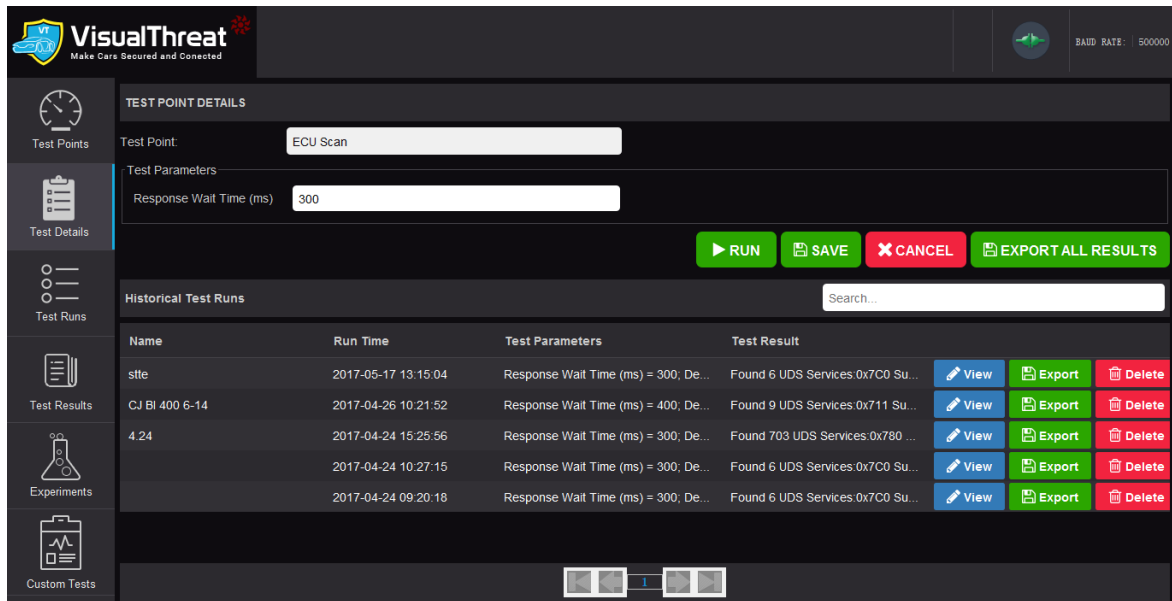 VT
VisualThreat
Make Cars Secured and Conected
BAUD RATE: 500000
Test Points
Test Details
Test Runs
Test Results
Experiments
Custom Tests
TEST POINT DETAILS
Test Point: ECU Scan
Test Parameters
Response Wait Time (ms) 300
RUN SAVE CANCEL EXPORT ALL RESULTS
Historical Test Runs Search...
Name Run Time Test Parameters Test Result
stte 2017-05-17 13:15:04 Response Wait Time (ms) = 300; De... Found 6 UDS Services:0x7C0 Su... View Export Delete
CJ BI 400 6-14 2017-04-26 10:21:52 Response Wait Time (ms) = 400; De... Found 9 UDS Services:0x711 Su... View Export Delete
4.24 2017-04-24 15:25:56 Response Wait Time (ms) = 300; De... Found 703 UDS Services:0x780 ... View Export Delete
2017-04-24 10:27:15 Response Wait Time (ms) = 300; De... Found 6 UDS Services:0x7C0 Su... View Export Delete
2017-04-24 09:20:18 Response Wait Time (ms) = 300; De... Found 6 UDS Services:0x7C0 Su... View Export Delete
1